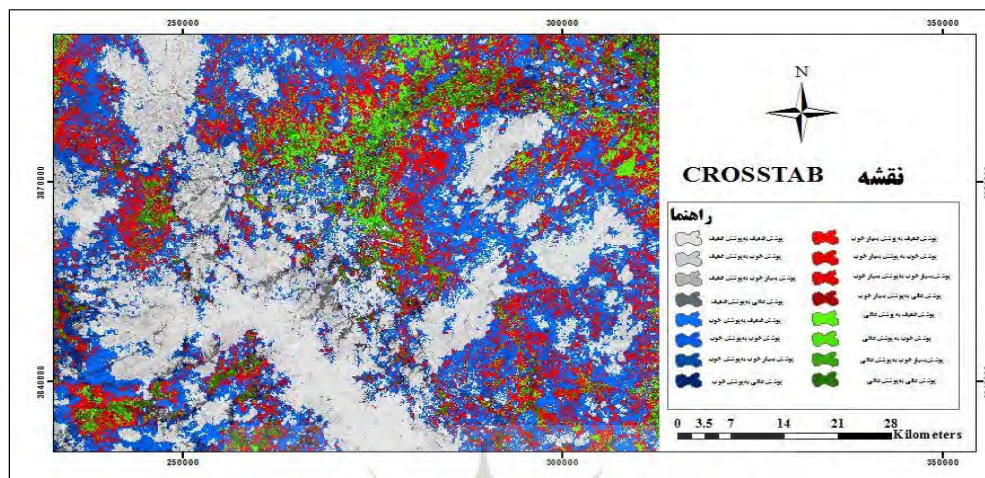 250000 300000 350000
N
نقشه CROSSTAB
راهنما
پوشش ضعیف به پوشش ضعیف
پوشش خوب به پوشش ضعیف
پوشش بسیار خوب به پوشش ضعیف
پوشش عالی به پوشش ضعیف
پوشش ضعیف به پوشش خوب
پوشش خوب به پوشش خوب
پوشش بسیار خوب به پوشش خوب
پوشش عالی به پوشش خوب
پوشش ضعیف به پوشش بسیار خوب
پوشش خوب به پوشش بسیار خوب
پوشش بسیار خوب به پوشش بسیار خوب
پوشش عالی به پوشش بسیار خوب
پوشش ضعیف به پوشش عالی
پوشش خوب به پوشش عالی
پوشش بسیار خوب به پوشش عالی
پوشش عالی به پوشش عالی
0 3.5 7 14 21 28
Kilometers
3870000
3840000
250000 300000 350000